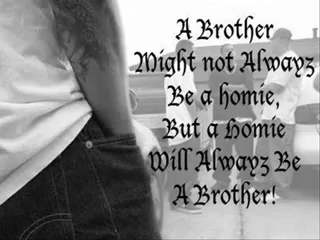 A Brother
Might not Alwayz
Be a homie,
But a Homie
Will Alwayz Be
A Brother!